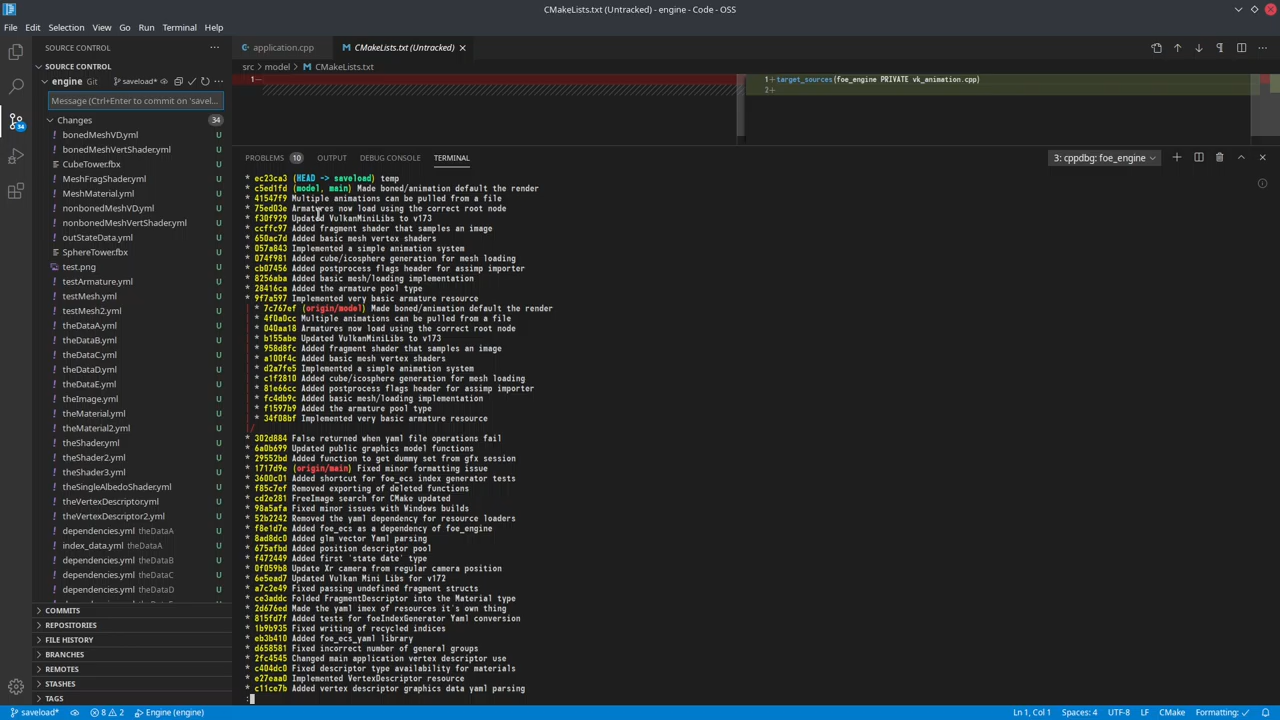 CMakeLists.txt (Untracked) - engine - Code - OSS
File Edit Selection View Go Run Terminal Help
SOURCE CONTROL
SOURCE CONTROL
engine Git saveload*
Message (Ctrl+Enter to commit on 'savel...
Changes 34
bonedMeshVD.yml U
bonedMeshVertShader.yml U
CubeTower.fbx U
MeshFragShader.yml U
MeshMaterial.yml U
nonbonedMeshVD.yml U
nonbonedMeshVertShader.yml U
outStateData.yml U
SphereTower.fbx U
test.png U
testArmature.yml U
testMesh.yml U
testMesh2.yml U
theDataA.yml U
theDataB.yml U
theDataC.yml U
theDataD.yml U
theDataE.yml U
theImage.yml U
theMaterial.yml U
theMaterial2.yml U
theShader.yml U
theShader2.yml U
theShader3.yml U
theSingleAlbedoShader.yml U
theVertexDescriptor.yml U
theVertexDescriptor2.yml U
dependencies.yml theDataA U
index_data.yml theDataA U
dependencies.yml theDataB U
dependencies.yml theDataC U
dependencies.yml theDataD U
COMMITS
REPOSITORIES
FILE HISTORY
BRANCHES
REMOTES
STASHES
TAGS
34
application.cpp CMakeLists.txt (Untracked)
src > model > CMakeLists.txt
1-
1+target_sources(foe_engine PRIVATE vk_animation.cpp)
2+
PROBLEMS 10 OUTPUT DEBUG CONSOLE TERMINAL 3: cppdbg: foe_engine
* ec23ca3 (HEAD -> saveload) temp
* c5ed1fd (model, main) Made boned/animation default the render
* 41547f9 Multiple animations can be pulled from a file
* 75ed03e Armatures now load using the correct root node
* f30f929 Updated VulkanMiniLibs to v173
* ccffc97 Added fragment shader that samples an image
* 650ac7d Added basic mesh vertex shaders
* 057a843 Implemented a simple animation system
* 074f981 Added cube/icosphere generation for mesh loading
* cb07456 Added postprocess flags header for assimp importer
* 8256aba Added basic mesh/loading implementation
* 28416ca Added the armature pool type
* 9f7a597 Implemented very basic armature resource
| * 7c767ef (origin/model) Made boned/animation default the render
| * 4f0a0cc Multiple animations can be pulled from a file
| * 040aa18 Armatures now load using the correct root node
| * b155abe Updated VulkanMiniLibs to v173
| * 958d8fc Added fragment shader that samples an image
| * a100f4c Added basic mesh vertex shaders
| * d2a7fe5 Implemented a simple animation system
| * c1f2810 Added cube/icosphere generation for mesh loading
| * 81e66cc Added postprocess flags header for assimp importer
| * fc4db9c Added basic mesh/loading implementation
| * f1597b9 Added the armature pool type
| * 34f08bf Implemented very basic armature resource
|/
* 302d884 False returned when yaml file operations fail
* 6a0b699 Updated public graphics model functions
* 29552bd Added function to get dummy set from gfx session
* 1717d9e (origin/main) Fixed minor formatting issue
* 3600c01 Added shortcut for foe_ecs index generator tests
* f85c7ef Removed exporting of deleted functions
* cd2e281 FreeImage search for CMake updated
* 98a5afa Fixed minor issues with Windows builds
* 52b2242 Removed the yaml dependency for resource loaders
* f8e1d7e Added foe_ecs as a dependency of foe_engine
* 8ad8dc0 Added glm vector Yaml parsing
* 675afbd Added position descriptor pool
* f472449 Added first 'state date' type
* 0f059b8 Update Xr camera from regular camera position
* 6e5ead7 Updated Vulkan Mini Libs for v172
* a7c2e49 Fixed passing undefined fragment structs
* ce3addc Folded FragmentDescriptor into the Material type
* 2d676ed Made the yaml imex of resources it's own thing
* 815fd7f Added tests for foeIndexGenerator Yaml conversion
* 1b9b935 Fixed writing of recycled indices
* eb3b410 Added foe_ecs_yaml library
* d658581 Fixed incorrect number of general groups
* 2fc4545 Changed main application vertex descriptor use
* c404dc0 Fixed descriptor type availability for materials
* e27eaa0 Implemented VertexDescriptor resource
* c11ce7b Added vertex descriptor graphics data yaml parsing
:
saveload* 8 2 Engine (engine) Ln 1, Col 1 Spaces: 4 UTF-8 LF CMake Formatting: ✓